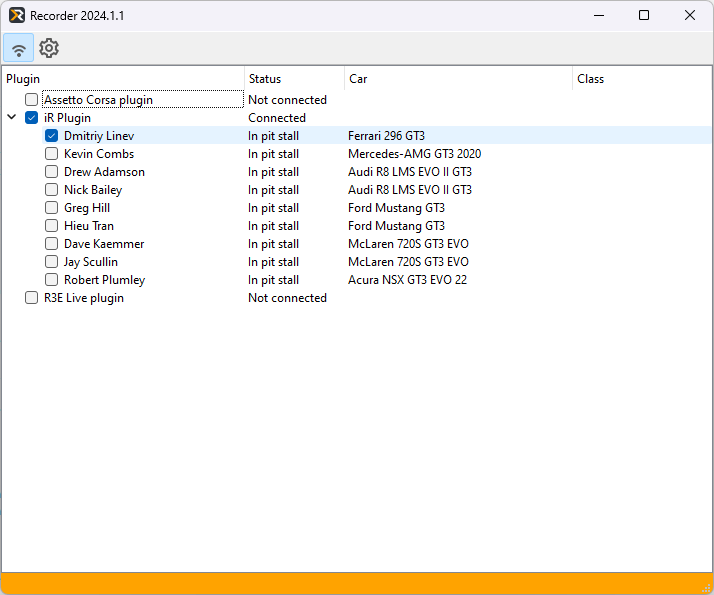 Recorder 2024.1.1
Plugin Status Car Class
Assetto Corsa plugin Not connected
iR Plugin Connected
Dmitriy Linev In pit stall Ferrari 296 GT3
Kevin Combs In pit stall Mercedes-AMG GT3 2020
Drew Adamson In pit stall Audi R8 LMS EVO II GT3
Nick Bailey In pit stall Audi R8 LMS EVO II GT3
Greg Hill In pit stall Ford Mustang GT3
Hieu Tran In pit stall Ford Mustang GT3
Dave Kaemmer In pit stall McLaren 720S GT3 EVO
Jay Scullin In pit stall McLaren 720S GT3 EVO
Robert Plumley In pit stall Acura NSX GT3 EVO 22
R3E Live plugin Not connected